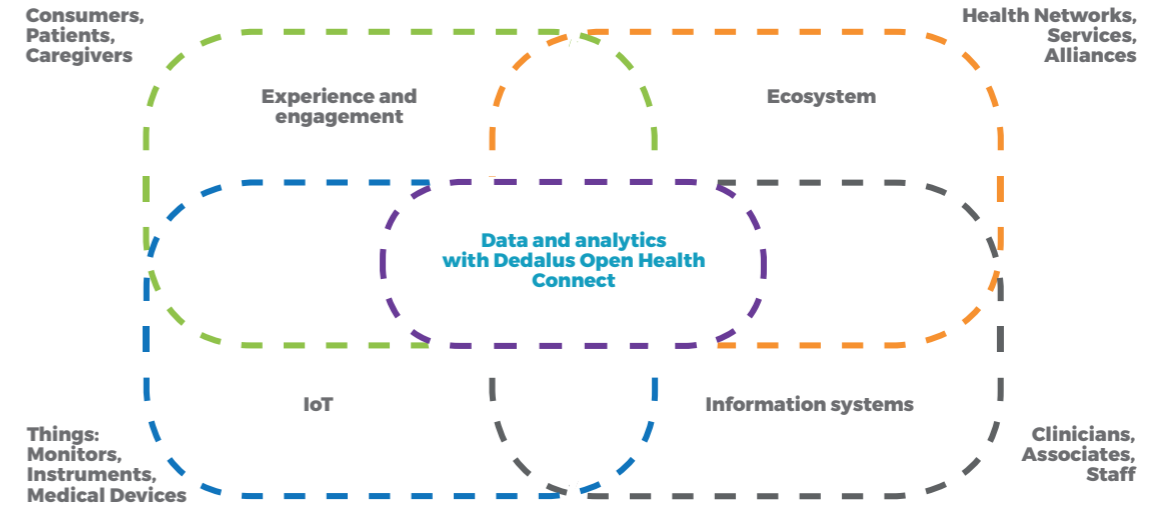 Consumers,
Patients,
Caregivers
Health Networks,
Services,
Alliances
Experience and
engagement
Ecosystem
Data and analytics
with Dedalus Open Health
Connect
IoT
Information systems
Things:
Monitors,
Instruments,
Medical Devices
Clinicians,
Associates,
Staff